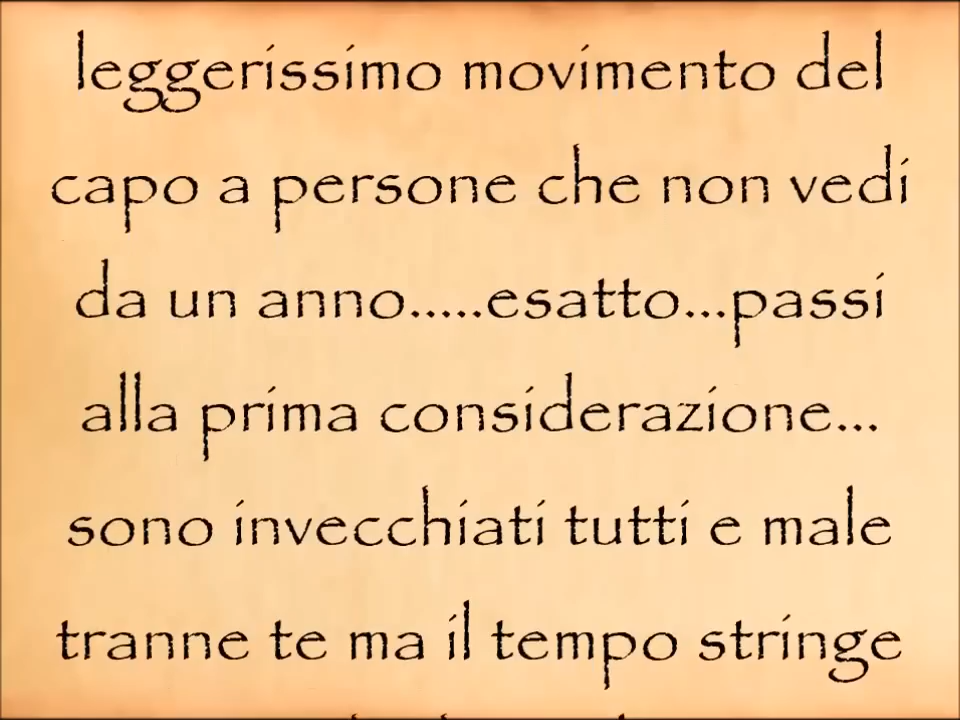 leggerissimo movimento del
capo a persone che non vedi
da un anno.....esatto...passi
alla prima considerazione...
sono invecchiati tutti e male
tranne te ma il tempo stringe